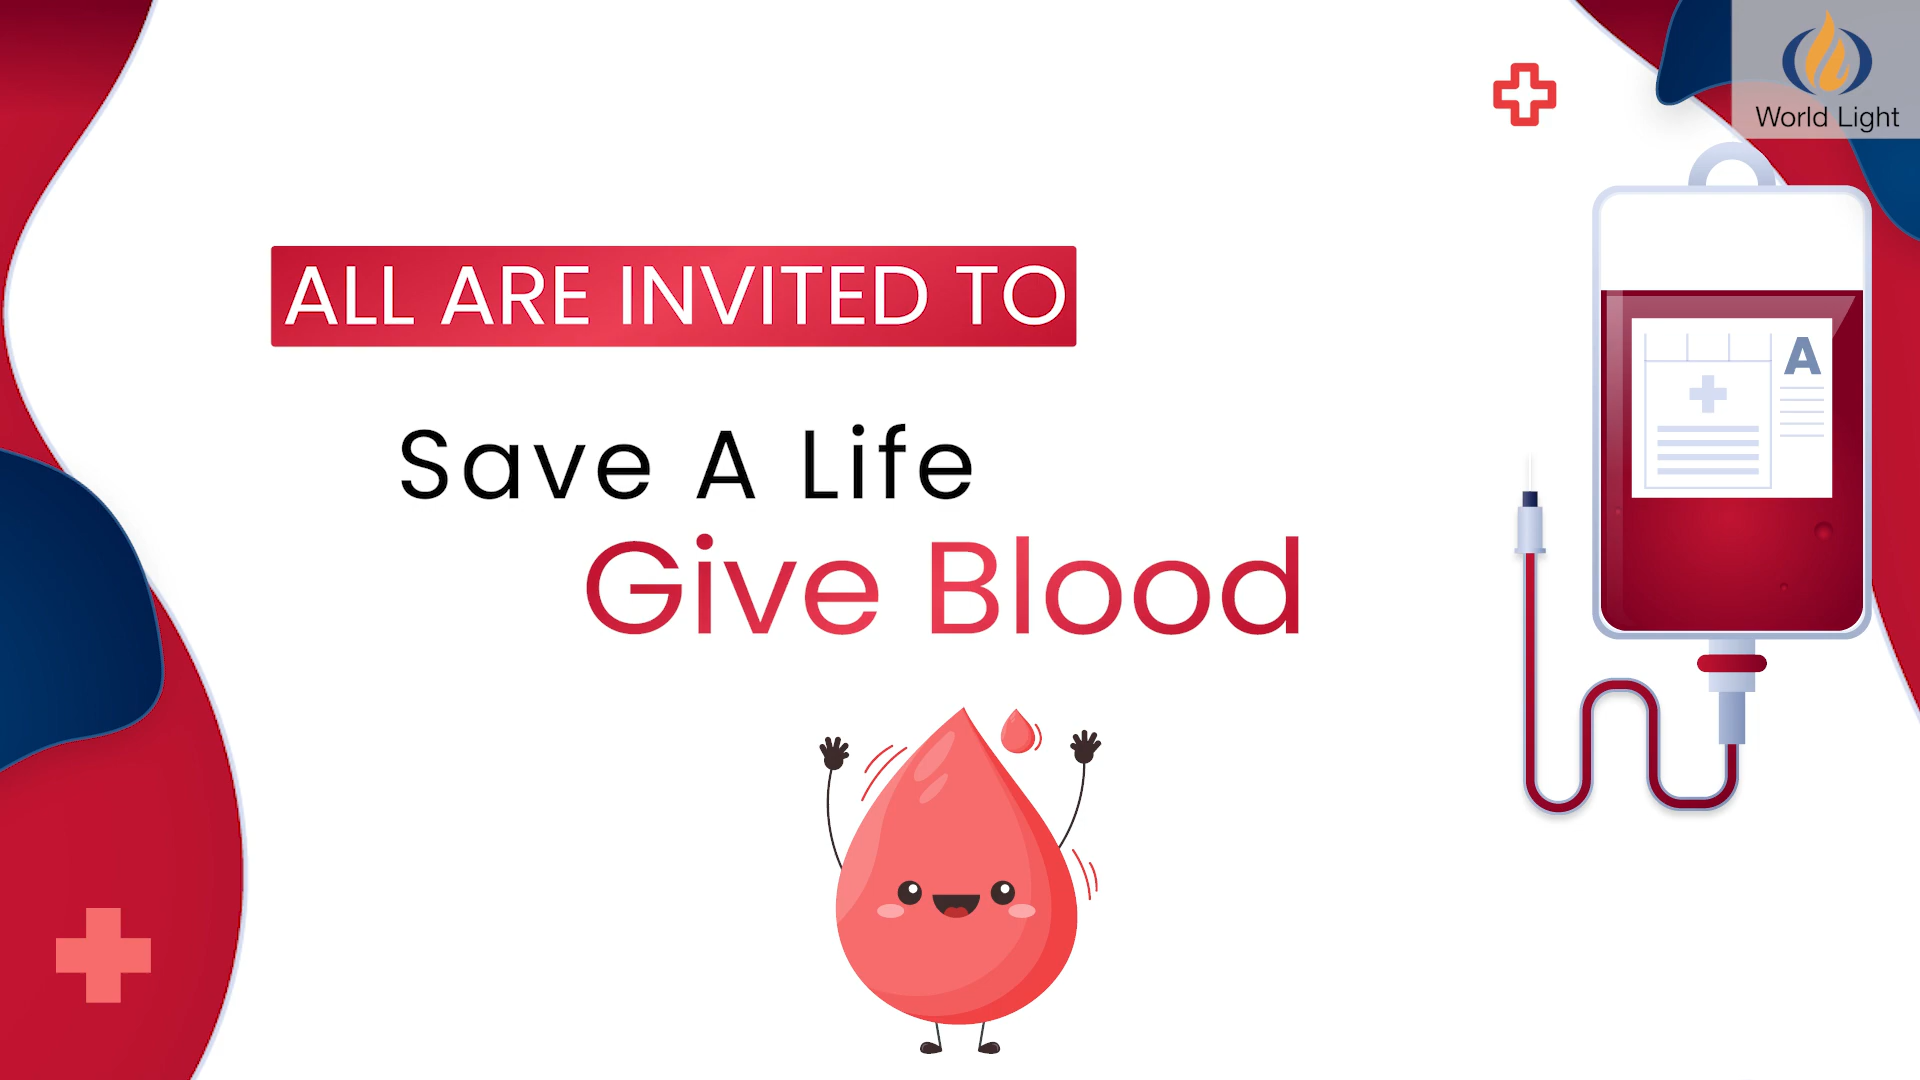 World Light
ALL ARE INVITED TO
Save A Life
Give Blood
A